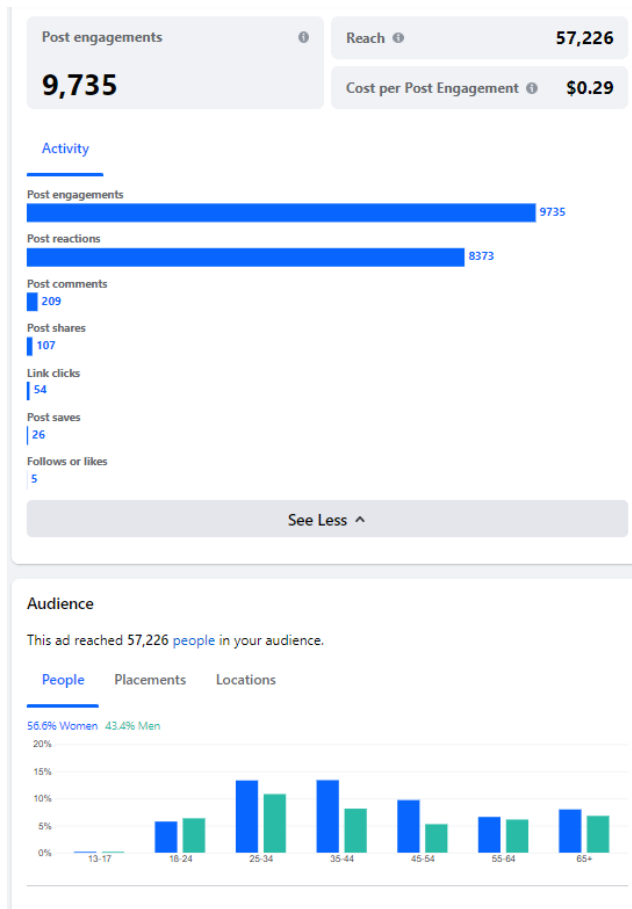 Post engagements
9,735
Reach 57,226
Cost per Post Engagement $0.29
Activity
Post engagements
9735
Post reactions
8373
Post comments
209
Post shares
107
Link clicks
54
Post saves
26
Follows or likes
5
See Less
Audience
This ad reached 57,226 people in your audience.
People Placements Locations
56.6% Women 43.4% Men
20%
15%
10%
5%
0%
13-17 18-24 25-34 35-44 45-54 55-64 65+